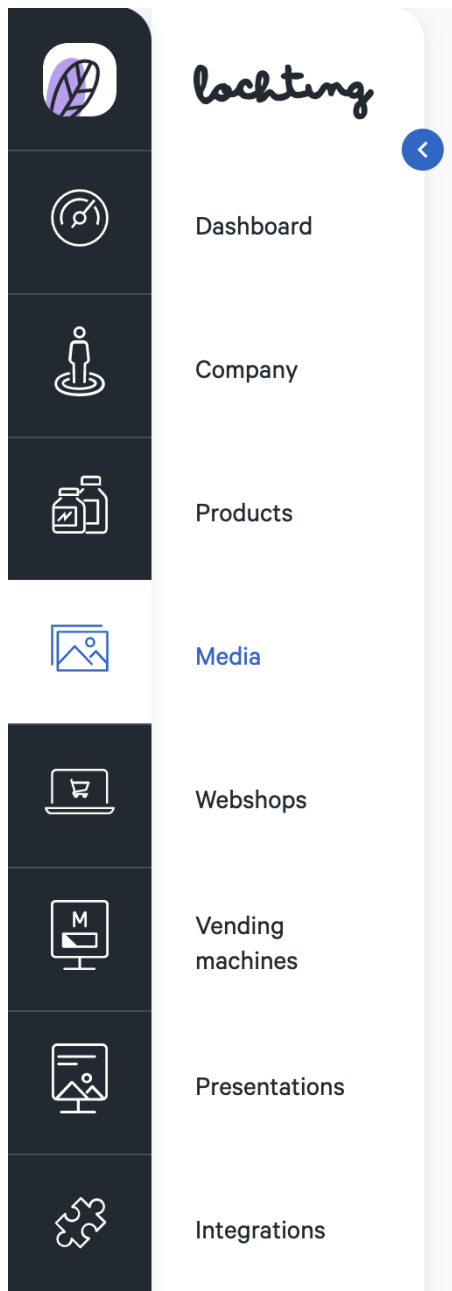 lochting
Dashboard
Company
Products
Media
Webshops
M
Vending
machines
Presentations
Integrations